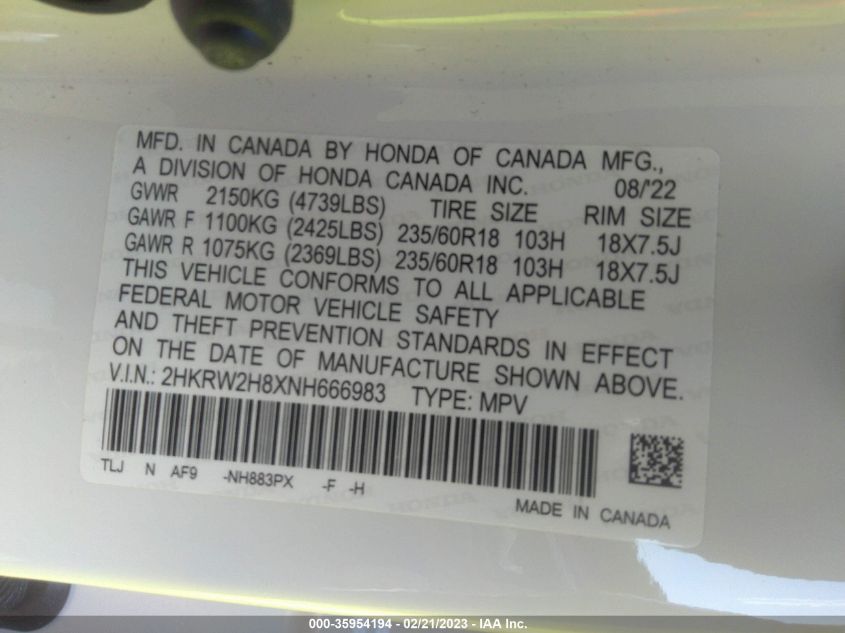 MFD. IN CANADA BY HONDA OF CANADA MFG.,
A DIVISION OF HONDA CANADA INC. 08/'22
GVWR 2150KG (4739LBS) TIRE SIZE RIM SIZE
GAWR F 1100KG (2425LBS) 235/60R18 103H 18X7.5J
GAWR R 1075KG (2369LBS) 235/60R18 103H 18X7.5J
THIS VEHICLE CONFORMS TO ALL APPLICABLE
FEDERAL MOTOR VEHICLE SAFETY
AND THEFT PREVENTION STANDARDS IN EFFECT
ON THE DATE OF MANUFACTURE SHOWN ABOVE.
V.I.N.: 2HKRW2H8XNH666983 TYPE: MPV
TLJ N AF9 -NH883PX -F -H
MADE IN CANADA
000-35954194 - 02/21/2023 - IAA Inc.